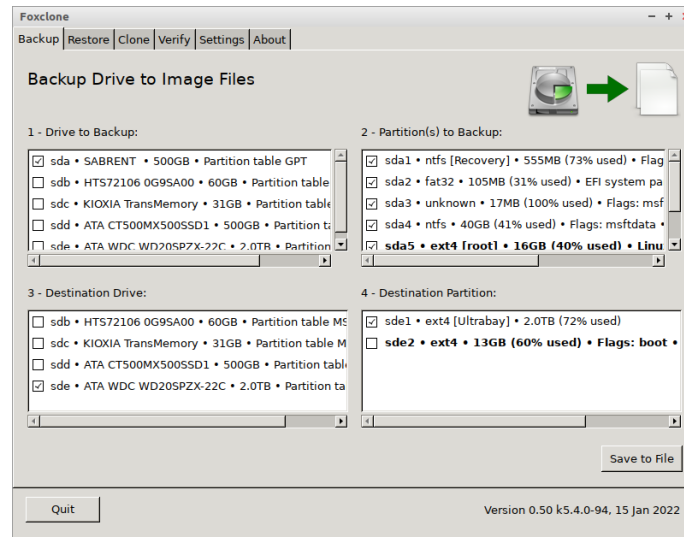 Foxclone
Backup Restore Clone Verify Settings About
Backup Drive to Image Files
1 - Drive to Backup:
sda • SABRENT • 500GB • Partition table GPT
sdb • HTS72106 0G9SA00 • 60GB • Partition table
sdc • KIOXIA TransMemory • 31GB • Partition table
sdd • ATA CT500MX500SSD1 • 500GB • Partition
sde • ATA WDC WD20SPZX-22C • 2.0TB • Partition
2 - Partition(s) to Backup:
sda1 • ntfs [Recovery] • 555MB (73% used) • Flag
sda2 • fat32 • 105MB (31% used) • EFI system pa
sda3 • unknown • 17MB (100% used) • Flags: msf
sda4 • ntfs • 40GB (41% used) • Flags: msftdata •
sda5 • ext4 [root] • 16GB (40% used) • Linu
3 - Destination Drive:
sdb • HTS72106 0G9SA00 • 60GB • Partition table MS
sdc • KIOXIA TransMemory • 31GB • Partition table M
sdd • ATA CT500MX500SSD1 • 500GB • Partition tabl
sde • ATA WDC WD20SPZX-22C • 2.0TB • Partition ta
4 - Destination Partition:
sde1 • ext4 [Ultrabay] • 2.0TB (72% used)
sde2 • ext4 • 13GB (60% used) • Flags: boot •
Save to File
Quit
Version 0.50 k5.4.0-94, 15 Jan 2022